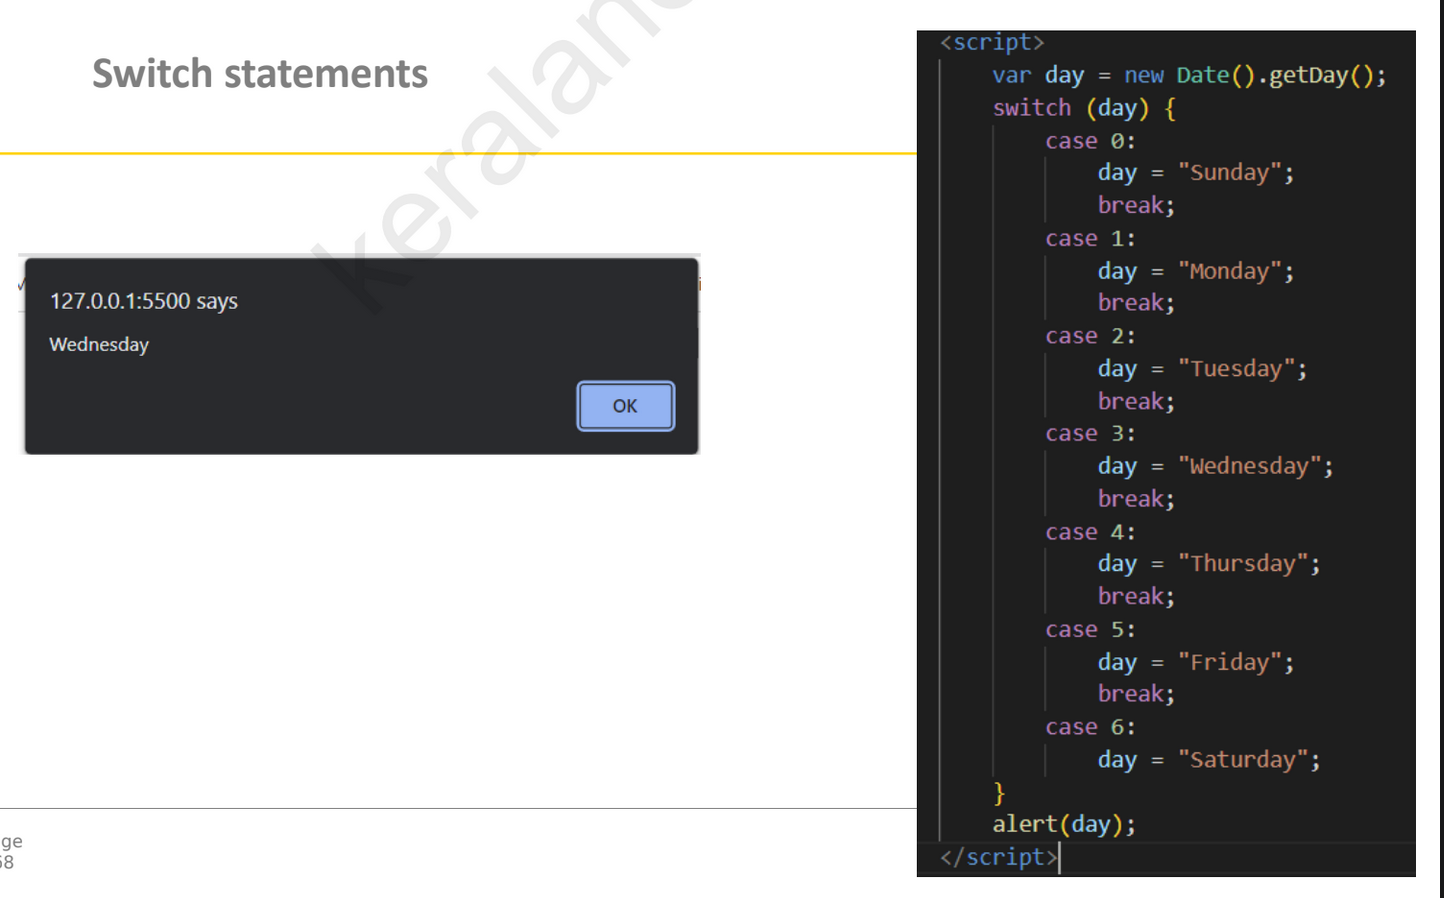 Switch statements
keralan
127.0.0.1:5500 says
Wednesday
OK
<script>
var day = new Date().getDay();
switch (day) {
case 0:
day = "Sunday";
break;
case 1:
day = "Monday";
break;
case 2:
day = "Tuesday";
break;
case 3:
day = "Wednesday";
break;
case 4:
day = "Thursday";
break;
case 5:
day = "Friday";
break;
case 6:
day = "Saturday";
}
alert(day);
</script>
ge
68